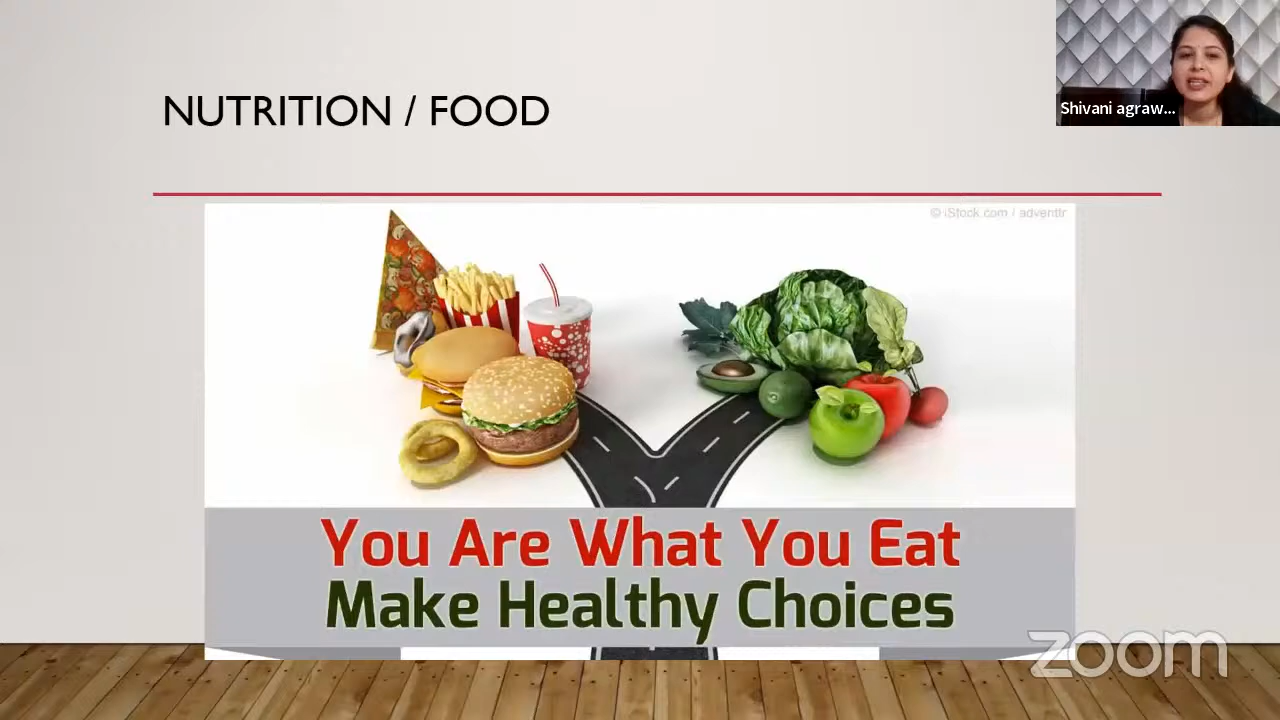 NUTRITION / FOOD
Shivani agraw...
© iStock.com / adventtr
You Are What You Eat
Make Healthy Choices
zoom